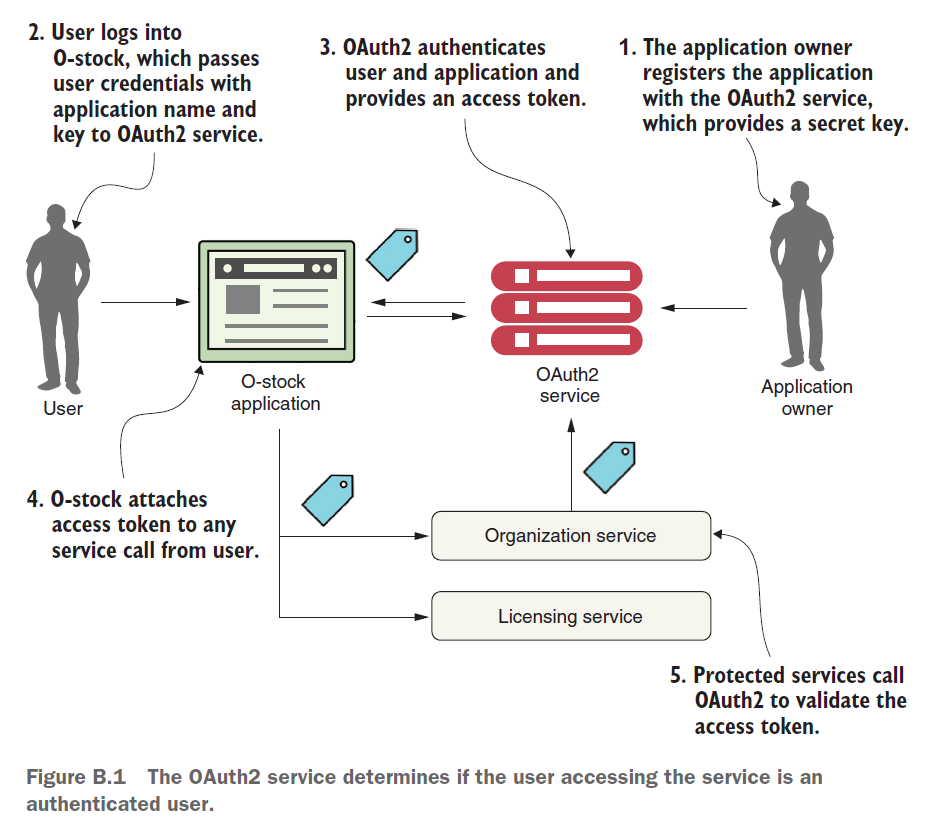 2. User logs into
O-stock, which passes
user credentials with
application name and
key to OAuth2 service.
3. OAuth2 authenticates
user and application and
provides an access token.
1. The application owner
registers the application
with the OAuth2 service,
which provides a secret key.
User
O-stock
application
OAuth2
service
Application
owner
4. O-stock attaches
access token to any
service call from user.
Organization service
Licensing service
5. Protected services call
OAuth2 to validate the
access token.
Figure B.1 The OAuth2 service determines if the user accessing the service is an
authenticated user.